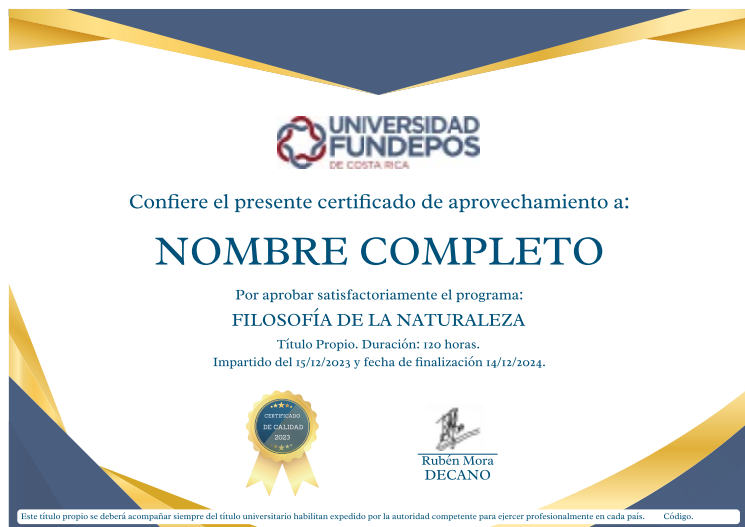 UNIVERSIDAD
FUNDEPOS
DE COSTA RICA
Confiere el presente certificado de aprovechamiento a:
NOMBRE COMPLETO
Por aprobar satisfactoriamente el programa:
FILOSOFÍA DE LA NATURALEZA
Título Propio. Duración: 120 horas.
Impartido del 15/12/2023 y fecha de finalización 14/12/2024.
CERTIFICADO
DE CALIDAD
2023
Rubén Mora
DECANO
Este título propio se deberá acompañar siempre del título universitario habilitan expedido por la autoridad competente para ejercer profesionalmente en cada país. Código.